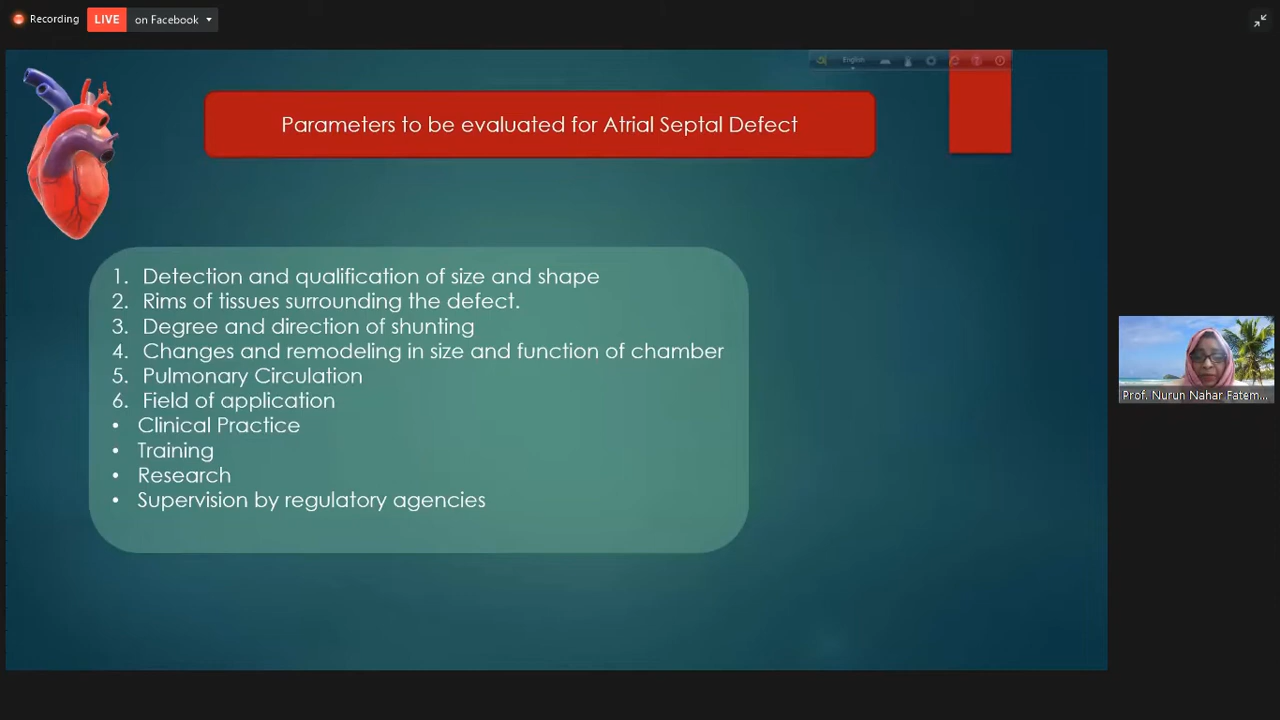 Recording
LIVE
on Facebook
English
Parameters to be evaluated for Atrial Septal Defect
1. Detection and qualification of size and shape
2. Rims of tissues surrounding the defect.
3. Degree and direction of shunting
4. Changes and remodeling in size and function of chamber
5. Pulmonary Circulation
6. Field of application
• Clinical Practice
• Training
• Research
• Supervision by regulatory agencies
Prof. Nurun Nahar Fatem...